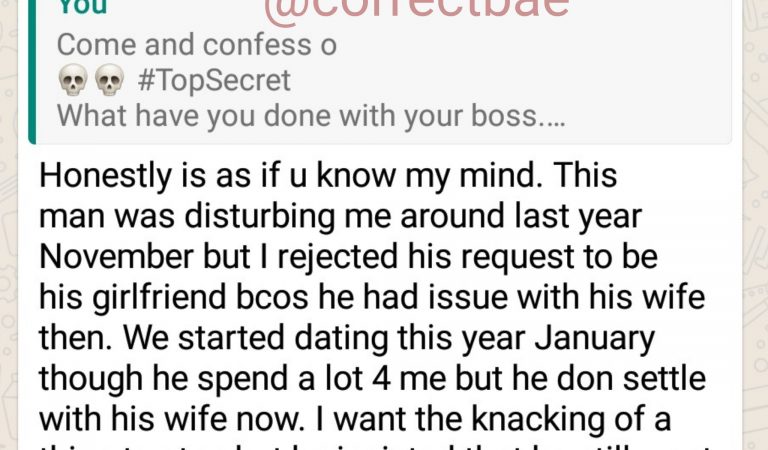 You
@correctbae
Come and confess o
💀💀 #TopSecret
What have you done with your boss....
Honestly is as if u know my mind. This
man was disturbing me around last year
November but I rejected his request to be
his girlfriend bcos he had issue with his wife
then. We started dating this year January
though he spend a lot 4 me but he don settle
with his wife now. I want the knacking of a